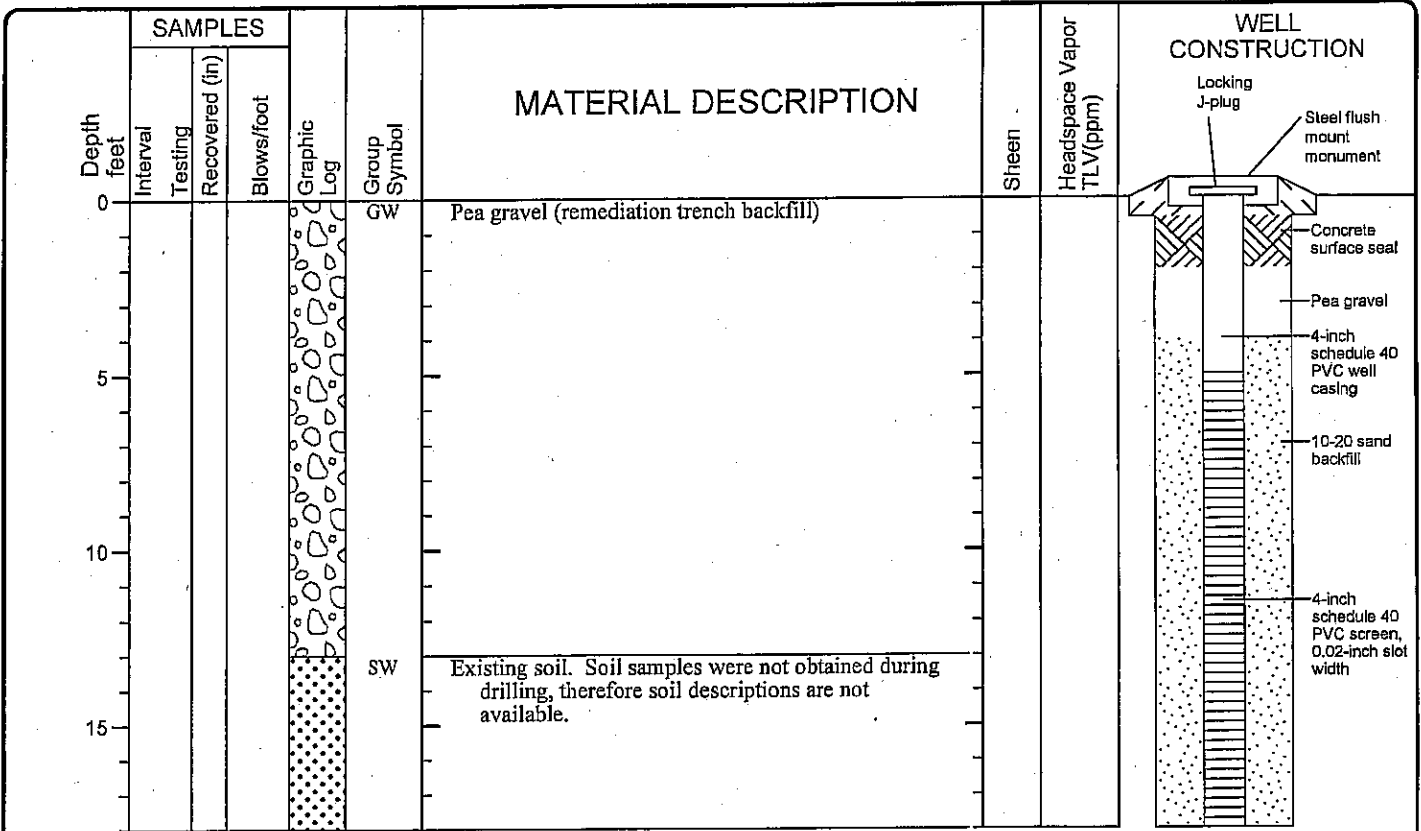 SAMPLES
Depth
feet
Interval
Testing
Recovered (in)
Blows/foot
Graphic
Log
Group
Symbol
MATERIAL DESCRIPTION
Sheen
Headspace Vapor
TLV(ppm)
WELL
CONSTRUCTION
Locking
J-plug
Steel flush
mount
monument
0
GW
Pea gravel (remediation trench backfill)
Concrete
surface seal
Pea gravel
4-inch
schedule 40
PVC well
casing
5
10-20 sand
backfill
10
4-inch
schedule 40
PVC screen,
0.02-inch slot
width
SW
Existing soil. Soil samples were not obtained during
drilling, therefore soil descriptions are not
available.
15